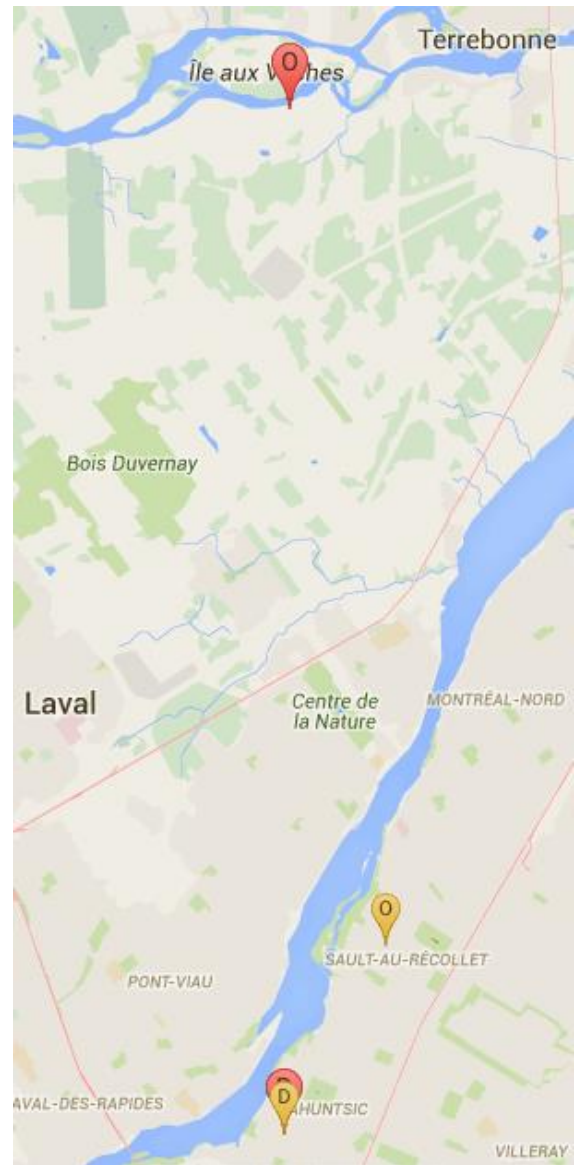 Terrebonne
O
Île aux V hes
Bois Duvernay
Laval
Centre de
la Nature
MONTRÉAL-NORD
O
SAULT-AU-RÉCOLLET
PONT-VIAU
AVAL-DES-RAPIDES
D
AHUNTSIC
VILLERAY